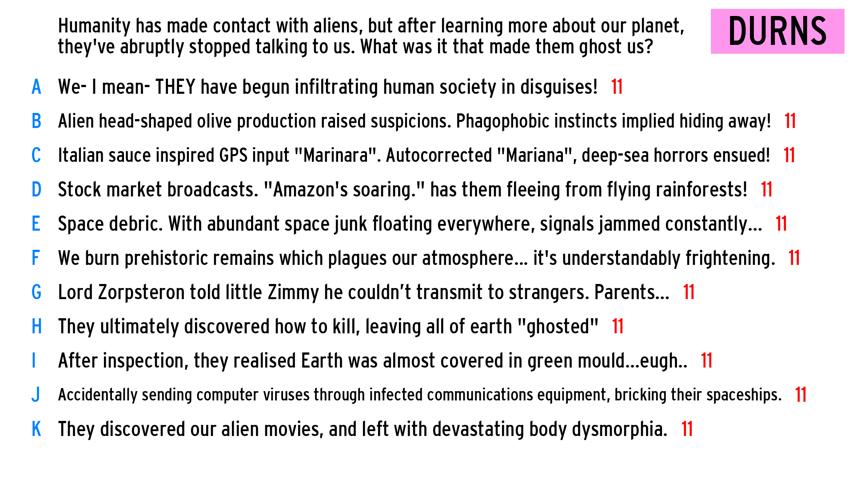 Humanity has made contact with aliens, but after learning more about our planet,
they've abruptly stopped talking to us. What was it that made them ghost us?
DURNS
A We- I mean- THEY have begun infiltrating human society in disguises! 11
B Alien head-shaped olive production raised suspicions. Phagophobic instincts implied hiding away! 11
C Italian sauce inspired GPS input "Marinara". Autocorrected "Mariana", deep-sea horrors ensued! 11
D Stock market broadcasts. "Amazon's soaring." has them fleeing from flying rainforests! 11
E Space debric. With abundant space junk floating everywhere, signals jammed constantly... 11
F We burn prehistoric remains which plagues our atmosphere... it's understandably frightening. 11
G Lord Zorpsteron told little Zimmy he couldn't transmit to strangers. Parents... 11
H They ultimately discovered how to kill, leaving all of earth "ghosted" 11
I After inspection, they realised Earth was almost covered in green mould...eugh.. 11
J Accidentally sending computer viruses through infected communications equipment, bricking their spaceships. 11
K They discovered our alien movies, and left with devastating body dysmorphia. 11